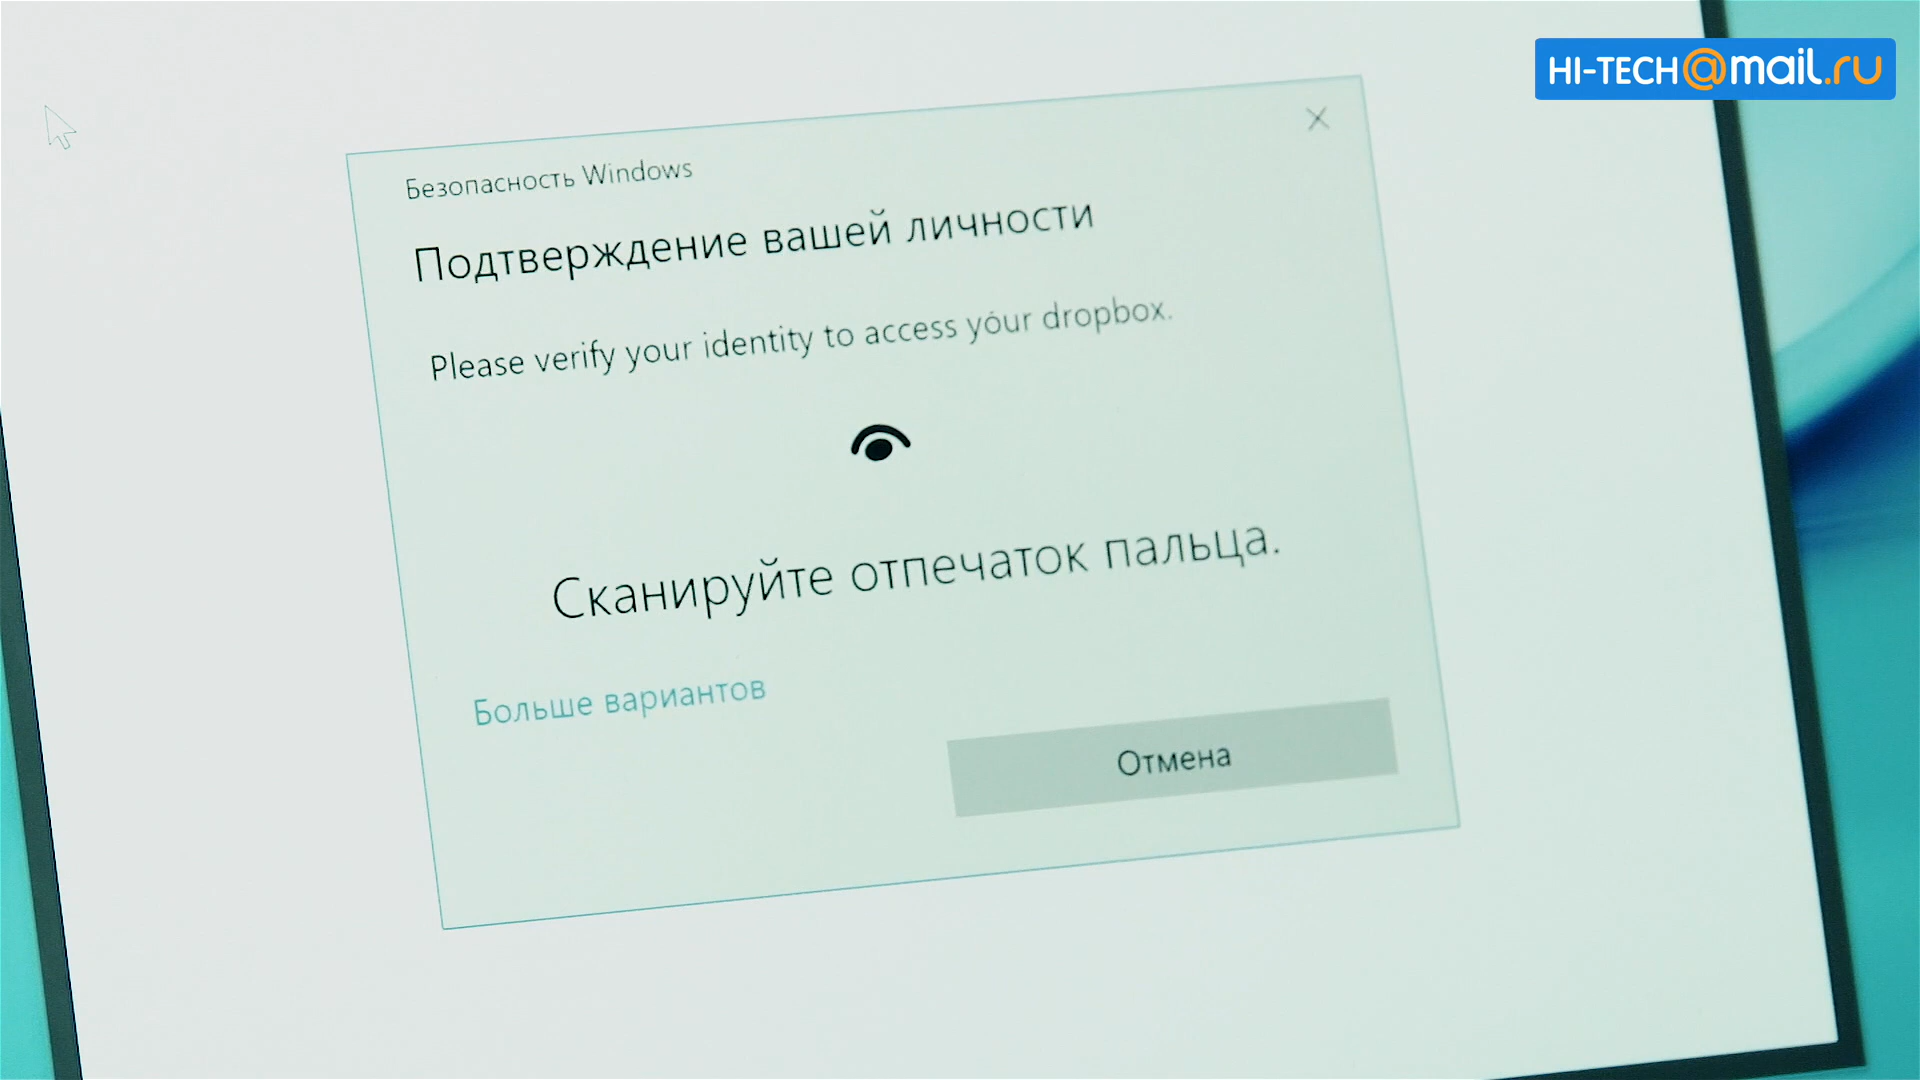 HI-TECH@mail.ru
Безопасность Windows
Подтверждение вашей личности
Please verify your identity to access your dropbox.
Сканируйте отпечаток пальца.
Больше вариантов
Отмена